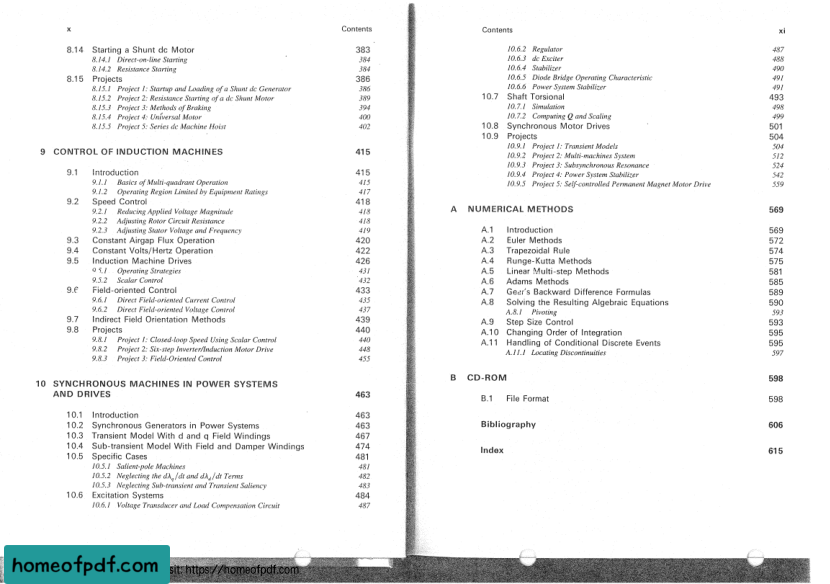 x Contents
8.14 Starting a Shunt dc Motor 383
8.14.1 Direct-on-line Starting 384
8.14.2 Resistance Starting 384
8.15 Projects 386
8.15.1 Project 1: Startup and Loading of a Shunt dc Generator 386
8.15.2 Project 2: Resistance Starting of a dc Shunt Motor 389
8.15.3 Project 3: Methods of Braking 394
8.15.4 Project 4: Universal Motor 400
8.15.5 Project 5: Series dc Machine Hoist 402
9 CONTROL OF INDUCTION MACHINES 415
9.1 Introduction 415
9.1.1 Basics of Multi-quadrant Operation 415
9.1.2 Operating Region Limited by Equipment Ratings 417
9.2 Speed Control 418
9.2.1 Reducing Applied Voltage Magnitude 418
9.2.2 Adjusting Rotor Circuit Resistance 418
9.2.3 Adjusting Stator Voltage and Frequency 419
9.3 Constant Airgap Flux Operation 420
9.4 Constant Volts/Hertz Operation 422
9.5 Induction Machine Drives 426
9.5.1 Operating Strategies 431
9.5.2 Scalar Control 432
9.6 Field-oriented Control 433
9.6.1 Direct Field-oriented Current Control 435
9.6.2 Direct Field-oriented Voltage Control 437
9.7 Indirect Field Orientation Methods 439
9.8 Projects 440
9.8.1 Project 1: Closed-loop Speed Using Scalar Control 440
9.8.2 Project 2: Six-step Inverter/Induction Motor Drive 448
9.8.3 Project 3: Field-Oriented Control 455
10 SYNCHRONOUS MACHINES IN POWER SYSTEMS
AND DRIVES 463
10.1 Introduction 463
10.2 Synchronous Generators in Power Systems 463
10.3 Transient Model With d and q Field Windings 467
10.4 Sub-transient Model With Field and Damper Windings 474
10.5 Specific Cases 481
10.5.1 Salient-pole Machines 481
10.5.2 Neglecting the dλq/dt and dλd/dt Terms 482
10.5.3 Neglecting Sub-transient and Transient Saliency 483
10.6 Excitation Systems 484
10.6.1 Voltage Transducer and Load Compensation Circuit 487
Contents xi
10.6.2 Regulator 487
10.6.3 dc Exciter 488
10.6.4 Stabilizer 490
10.6.5 Diode Bridge Operating Characteristic 491
10.6.6 Power System Stabilizer 491
10.7 Shaft Torsional 493
10.7.1 Simulation 498
10.7.2 Computing Q and Scaling 499
10.8 Synchronous Motor Drives 501
10.9 Projects 504
10.9.1 Project 1: Transient Models 504
10.9.2 Project 2: Multi-machines System 512
10.9.3 Project 3: Subsynchronous Resonance 524
10.9.4 Project 4: Power System Stabilizer 542
10.9.5 Project 5: Self-controlled Permanent Magnet Motor Drive 559
A NUMERICAL METHODS 569
A.1 Introduction 569
A.2 Euler Methods 572
A.3 Trapezoidal Rule 574
A.4 Runge-Kutta Methods 575
A.5 Linear Multi-step Methods 581
A.6 Adams Methods 585
A.7 Gear's Backward Difference Formulas 589
A.8 Solving the Resulting Algebraic Equations 590
A.8.1 Pivoting 593
A.9 Step Size Control 593
A.10 Changing Order of Integration 595
A.11 Handling of Conditional Discrete Events 595
A.11.1 Locating Discontinuities 597
B CD-ROM 598
B.1 File Format 598
Bibliography 606
Index 615
homeofpdf.com
sit: https://homeofpdf.com